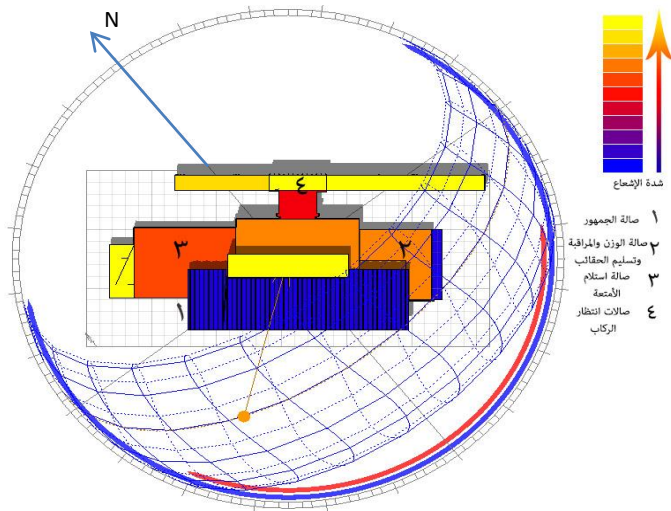 N
٤
٣
٢
١
شدة الإشعاع
١ صالة الجمهور
٢ صالة الوزن والمراقبة
وتسليم الحقائب
٣ صالة استلام
الأمتعة
٤ صالات انتظار
الركاب